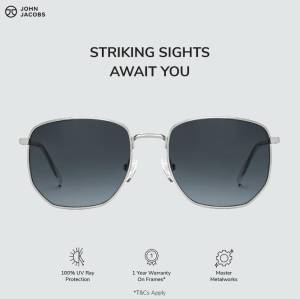 JOHN
JACOBS
STRIKING SIGHTS
AWAIT YOU
100% UV Ray
Protection
1 Year Warranty
On Frames*
Master
Metalworks
*T&Cs Apply